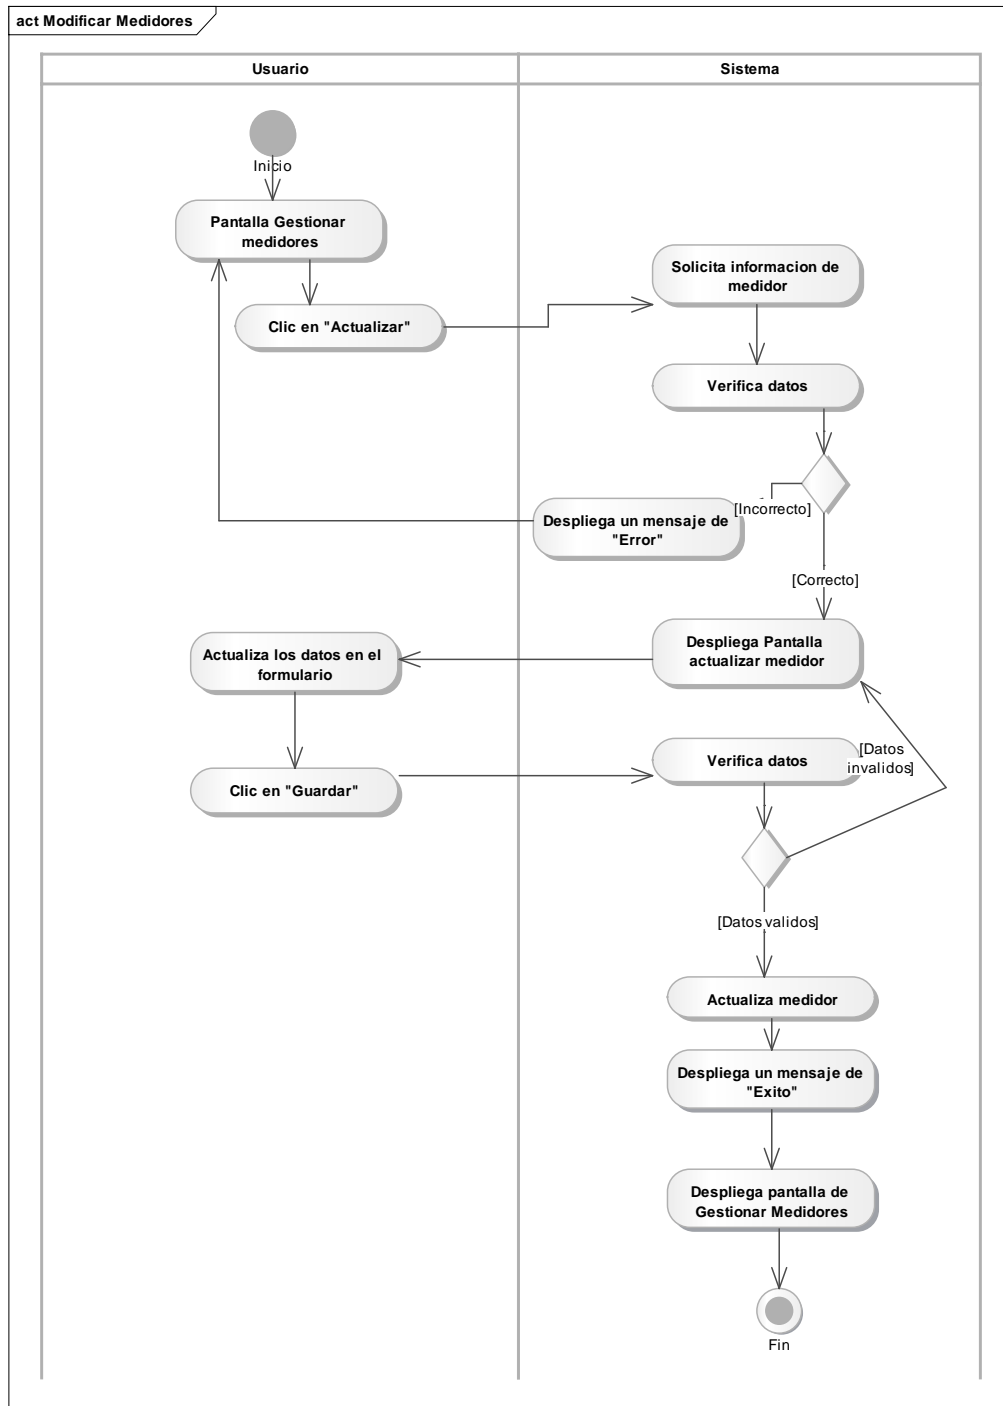 act Modificar Medidores
Usuario
Sistema
Inicio
Pantalla Gestionar
medidores
Solicita informacion de
medidor
Clic en "Actualizar"
Verifica datos
[Incorrecto]
Despliega un mensaje de
"Error"
[Correcto]
Despliega Pantalla
actualizar medidor
Actualiza los datos en el
formulario
Verifica datos
[Datos
invalidos]
Clic en "Guardar"
[Datos validos]
Actualiza medidor
Despliega un mensaje de
"Exito"
Despliega pantalla de
Gestionar Medidores
Fin